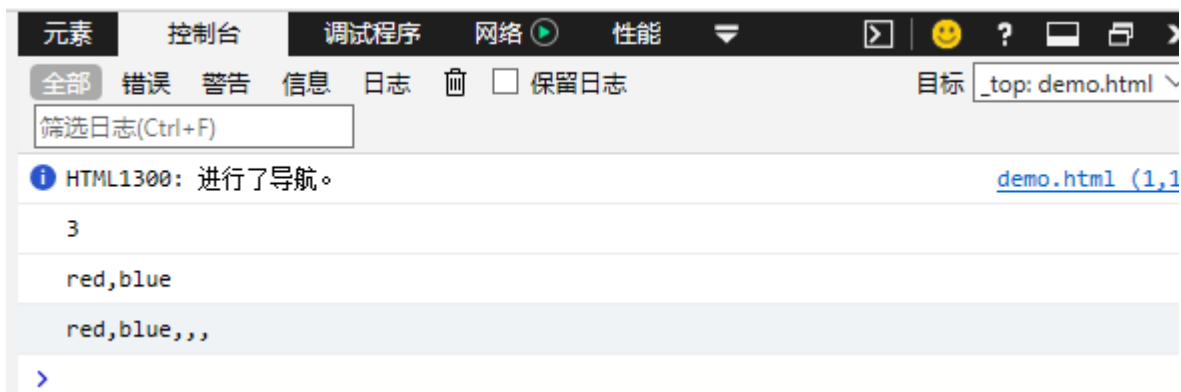 元素 控制台 调试程序 网络 性能 ?
全部 错误 警告 信息 日志 保留日志 目标 _top: demo.html
筛选日志(Ctrl+F)
HTML1300: 进行了导航。 demo.html (1,1
3
red,blue
red,blue,,,
>